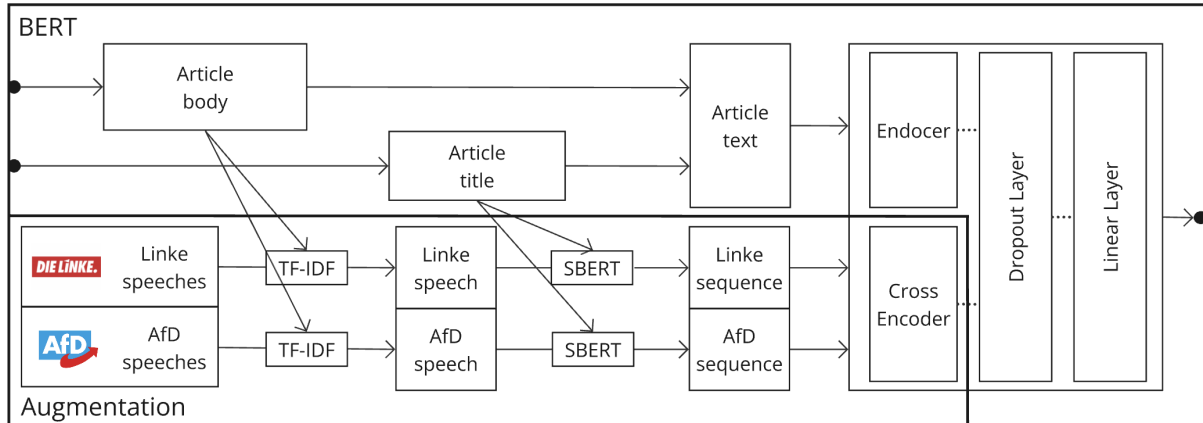 BERT
Article
body
Article
title
Article
text
Endocer
Dropout Layer
Linear Layer
DIE LiNKE.
Linke
speeches
TF-IDF
Linke
speech
SBERT
Linke
sequence
Cross
Encoder
AfD
AfD
speeches
TF-IDF
AfD
speech
SBERT
AfD
sequence
Augmentation